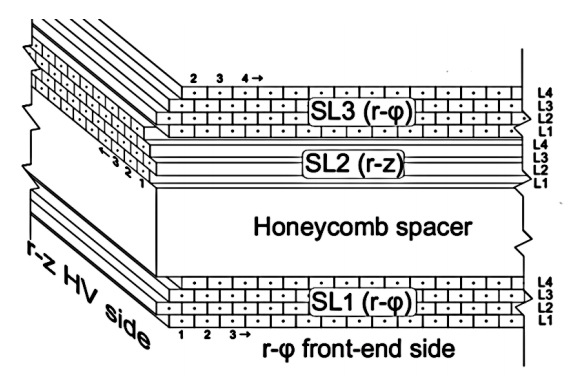 2 3 4→
SL3 (r-φ)
L4
L3
L2
L1
SL2 (r-z)
L4
L3
L2
L1
←3 2 1
Honeycomb spacer
SL1 (r-φ)
L4
L3
L2
L1
r-z HV side
1 2 3→
r-φ front-end side